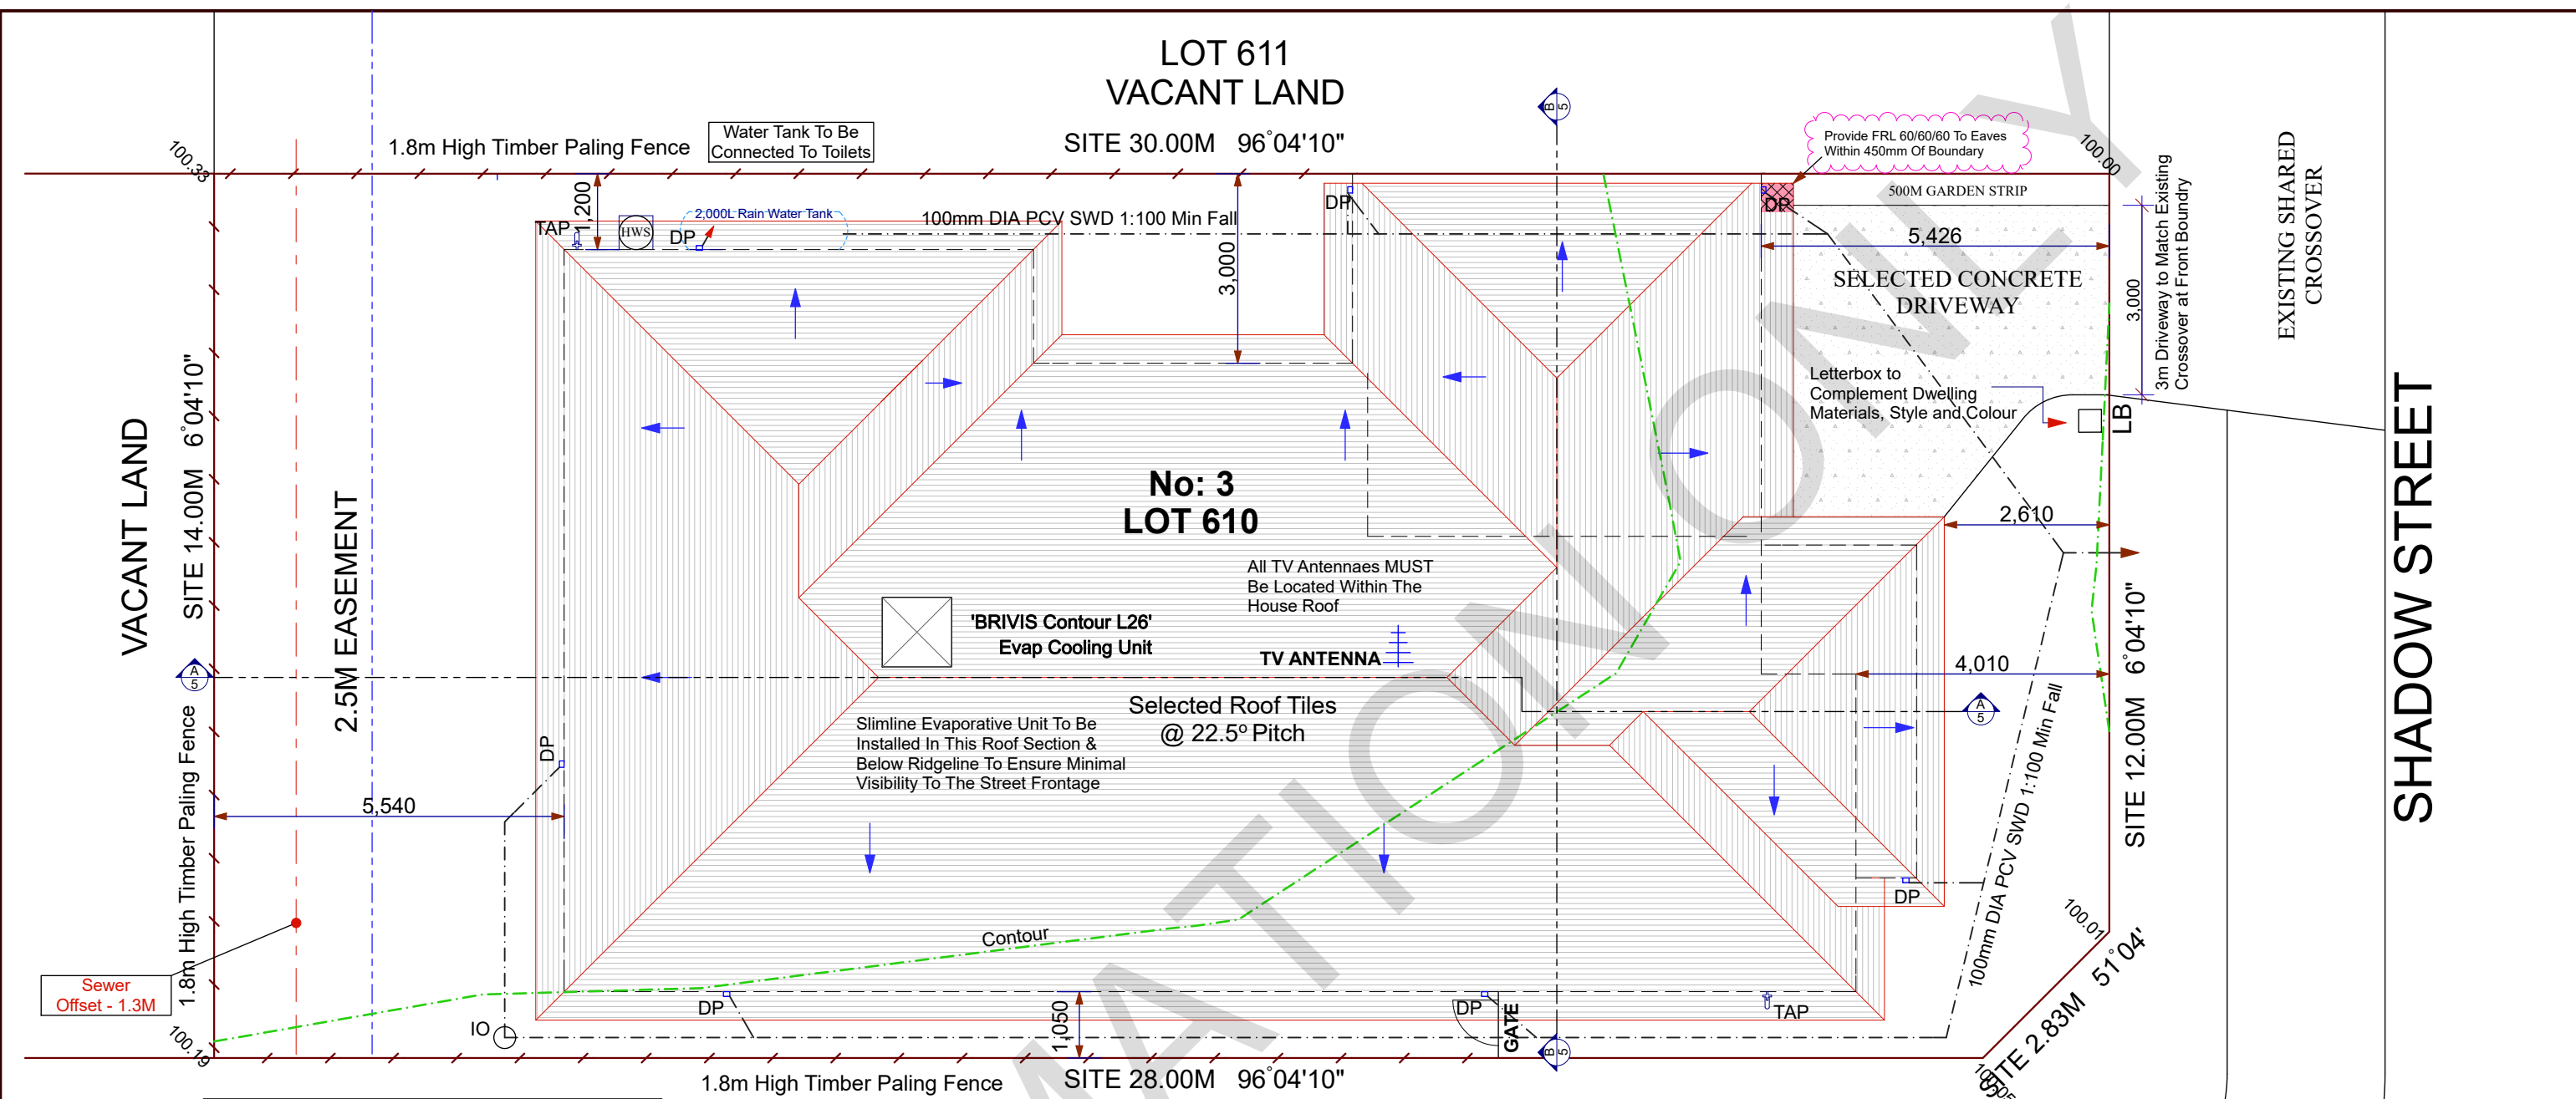 LOT 611
VACANT LAND
SITE 30.00M 96°04'10"
1.8m High Timber Paling Fence
Water Tank To Be
Connected To Toilets
Provide FRL 60/60/60 To Eaves
Within 450mm Of Boundary
100.33
100.00
B
5
1,200
TAP
HWS
DP
2,000L Rain Water Tank
100mm DIA PCV SWD 1:100 Min Fall
3,000
DP
DP
500M GARDEN STRIP
5,426
SELECTED CONCRETE
DRIVEWAY
3,000
3m Driveway to Match Existing
Crossover at Front Boundry
EXISTING SHARED
CROSSOVER
Letterbox to
Complement Dwelling
Materials, Style and Colour
LB
SHADOW STREET
VACANT LAND
SITE 14.00M 6°04'10"
2.5M EASEMENT
No: 3
LOT 610
2,610
All TV Antennaes MUST
Be Located Within The
House Roof
'BRIVIS Contour L26'
Evap Cooling Unit
TV ANTENNA
4,010
SITE 12.00M 6°04'10"
A
5
A
5
Selected Roof Tiles
@ 22.5° Pitch
Slimline Evaporative Unit To Be
Installed In This Roof Section &
Below Ridgeline To Ensure Minimal
Visibility To The Street Frontage
1.8m High Timber Paling Fence
DP
5,540
100mm DIA PCV SWD 1:100 Min Fall
DP
Contour
100.01
Sewer
Offset - 1.3M
100.19
IO
DP
1,050
DP
GATE
TAP
B
5
SITE 2.83M 51°04'
1.8m High Timber Paling Fence
SITE 28.00M 96°04'10"
MATION ONLY